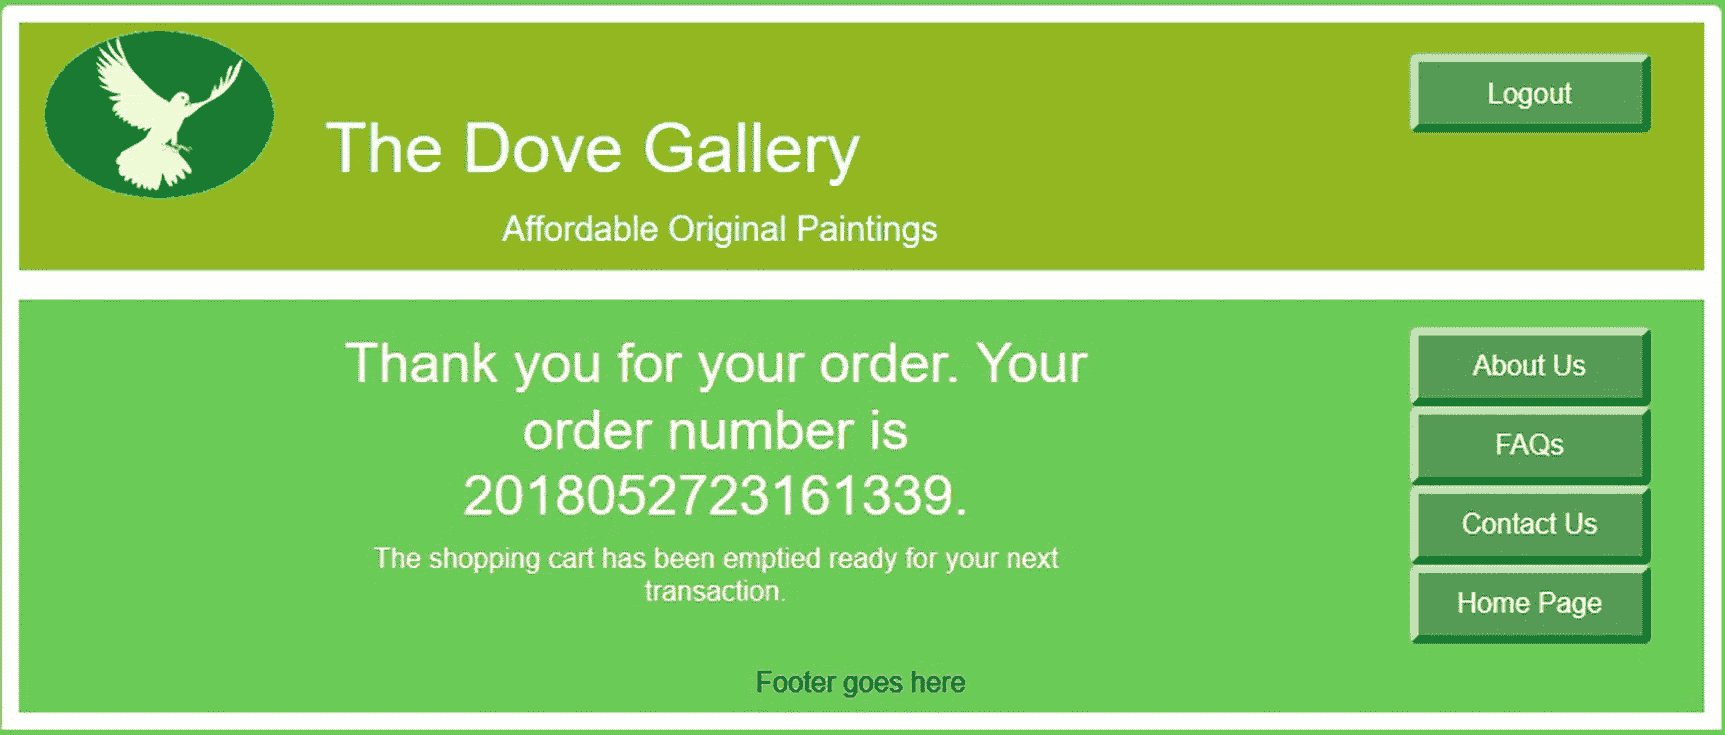 Logout
The Dove Gallery
Affordable Original Paintings
Thank you for your order. Your
order number is
2018052723161339.
The shopping cart has been emptied ready for your next
transaction.
About Us
FAQs
Contact Us
Home Page
Footer goes here